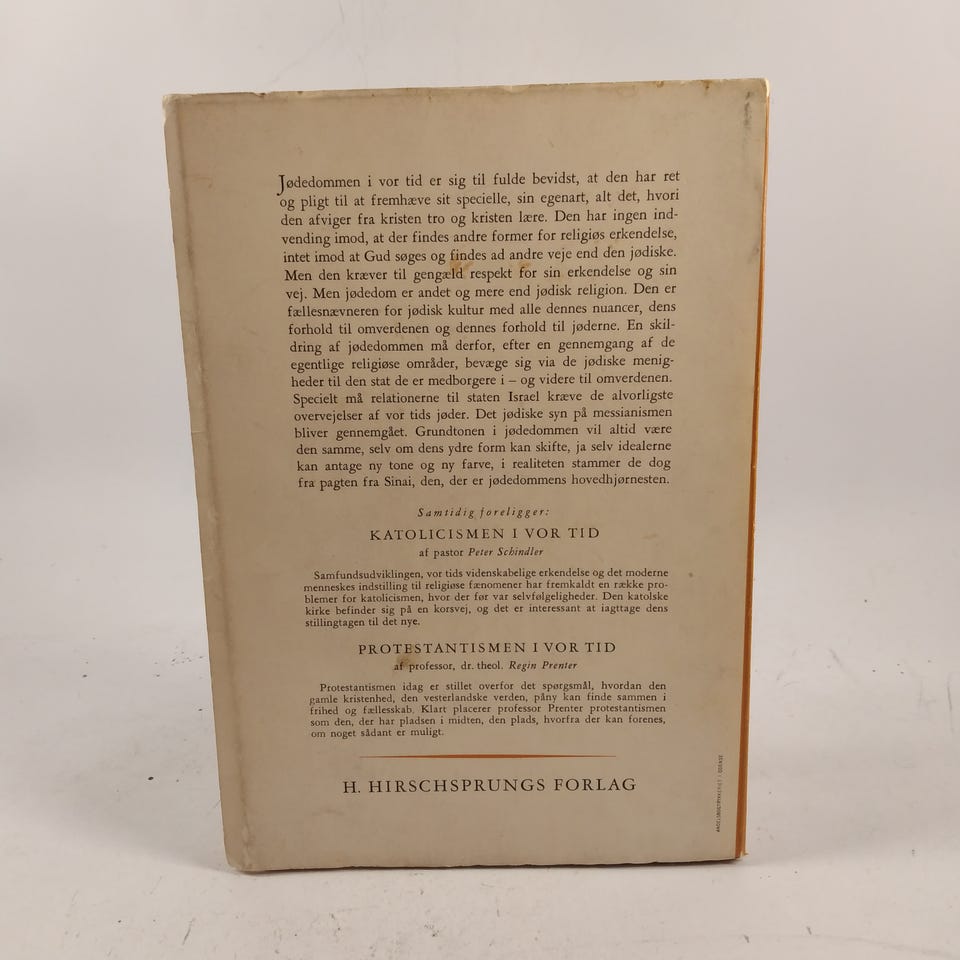 Jødedommen i vor tid er sig til fulde bevidst, at den har ret
og pligt til at fremhæve sit specielle, sin egenart, alt det, hvori
den afviger fra kristen tro og kristen lære. Den har ingen ind-
vending imod, at der findes andre former for religiøs erkendelse,
intet imod at Gud søges og findes ad andre veje end den jødiske.
Men den kræver til gengæld respekt for sin erkendelse og sin
vej. Men jødedom er andet og mere end jødisk religion. Den er
fællesnævneren for jødisk kultur med alle dennes nuancer, dens
forhold til omverdenen og dennes forhold til jøderne. En skil-
dring af jødedommen må derfor, efter en gennemgang af de
egentlige religiøse områder, bevæge sig via de jødiske menig-
heder til den stat de er medborgere i – og videre til omverdenen.
Specielt må relationerne til staten Israel kræve de alvorligste
overvejelser af vor tids jøder. Det jødiske syn på messianismen
bliver gennemgået. Grundtonen i jødedommen vil altid være
den samme, selv om dens ydre form kan skifte, ja selv idealerne
kan antage ny tone og ny farve, i realiteten stammer de dog
fra pagten fra Sinai, den, der er jødedommens hovedhjørnesten.
Samtidig foreligger:
KATOLICISMEN I VOR TID
af pastor Peter Schindler
Samfundsudviklingen, vor tids videnskabelige erkendelse og det moderne
menneskes indstilling til religiøse fænomener har fremkaldt en række pro-
blemer for katolicismen, hvor der før var selvfølgeligheder. Den katolske
kirke befinder sig på en korsvej, og det er interessant at iagttage dens
stillingtagen til det nye.
PROTESTANTISMEN I VOR TID
af professor, dr. theol. Regin Prenter
Protestantismen idag er stillet overfor det spørgsmål, hvordan den
gamle kristenhed, den vesterlandske verden, påny kan finde sammen i
frihed og fællesskab. Klart placerer professor Prenter protestantismen
som den, der har pladsen i midten, den plads, hvorfra der kan forenes,
om noget sådant er muligt.
H. HIRSCHSPRUNGS FORLAG
ANDELSBOGTRYKKERIET / ODENSE